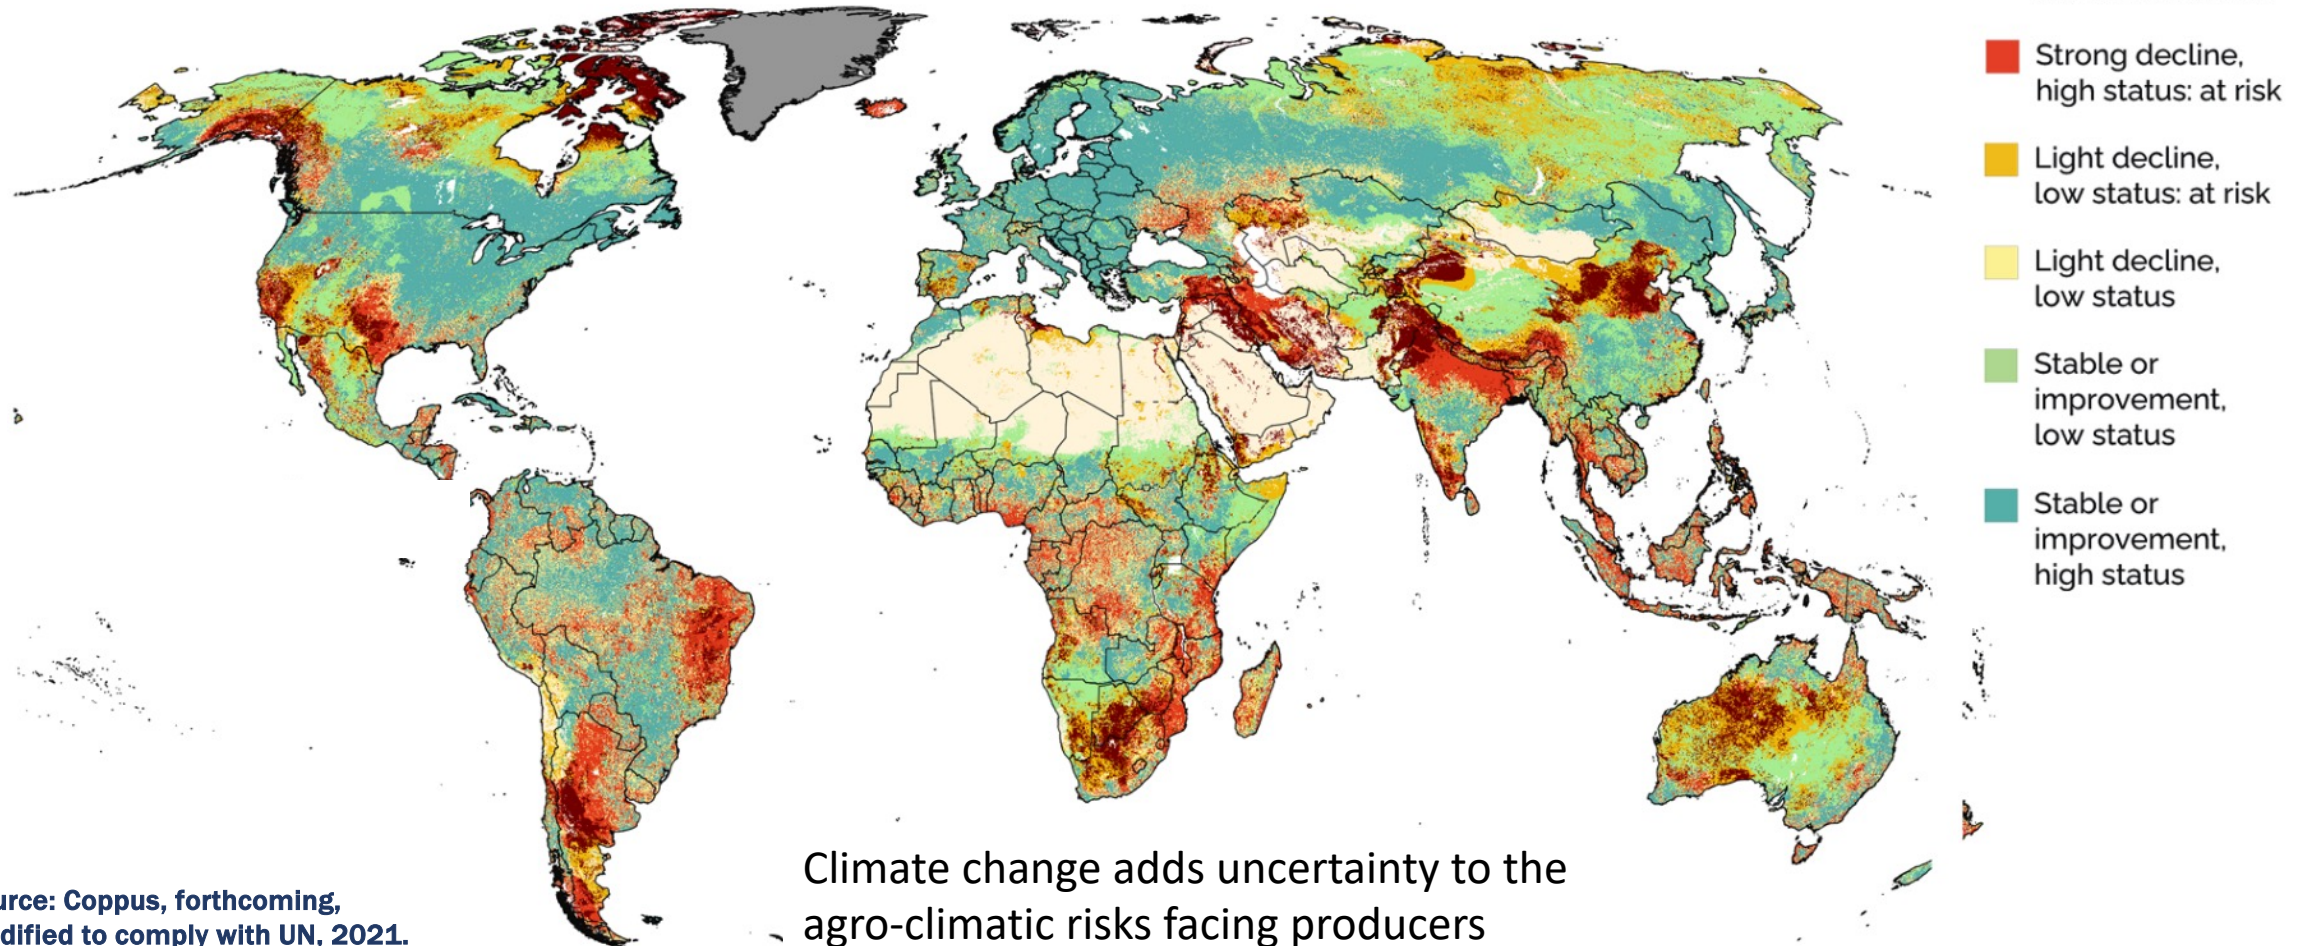 Strong decline,
high status: at risk
Light decline,
low status: at risk
Light decline,
low status
Stable or
improvement,
low status
Stable or
improvement,
high status
Climate change adds uncertainty to the
agro-climatic risks facing producers
urce: Coppus, forthcoming,
dified to comply with UN, 2021.